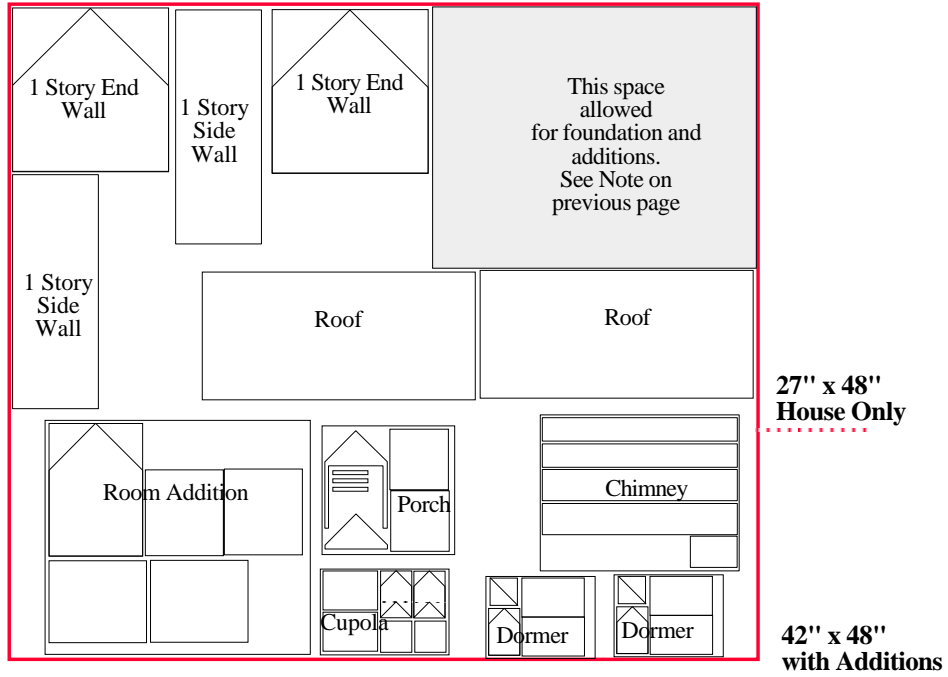 1 Story End
Wall
1 Story
Side
Wall
1 Story End
Wall
This space
allowed
for foundation and
additions.
See Note on
previous page
1 Story
Side
Wall
Roof
Roof
27" x 48"
House Only
Room Addition
Porch
Chimney
Cupola
Dormer
Dormer
42" x 48"
with Additions